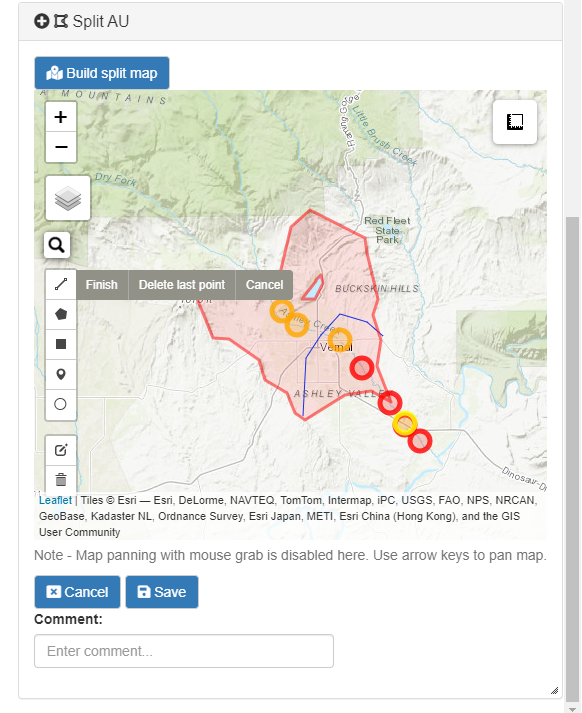 Split AU
Build split map
MOUNTAINS
Little Brush Creek
Dry Fork
Red Fleet
State
Park
+
−
Finish Delete last point Cancel
BUCKSKIN HILLS
Creek
Vernal
ASHLEY VALLEY
Dinosaur-D
Leaflet | Tiles © Esri — Esri, DeLorme, NAVTEQ, TomTom, Intermap, iPC, USGS, FAO, NPS, NRCAN,
GeoBase, Kadaster NL, Ordnance Survey, Esri Japan, METI, Esri China (Hong Kong), and the GIS
User Community
Note - Map panning with mouse grab is disabled here. Use arrow keys to pan map.
Cancel Save
Comment:
Enter comment...